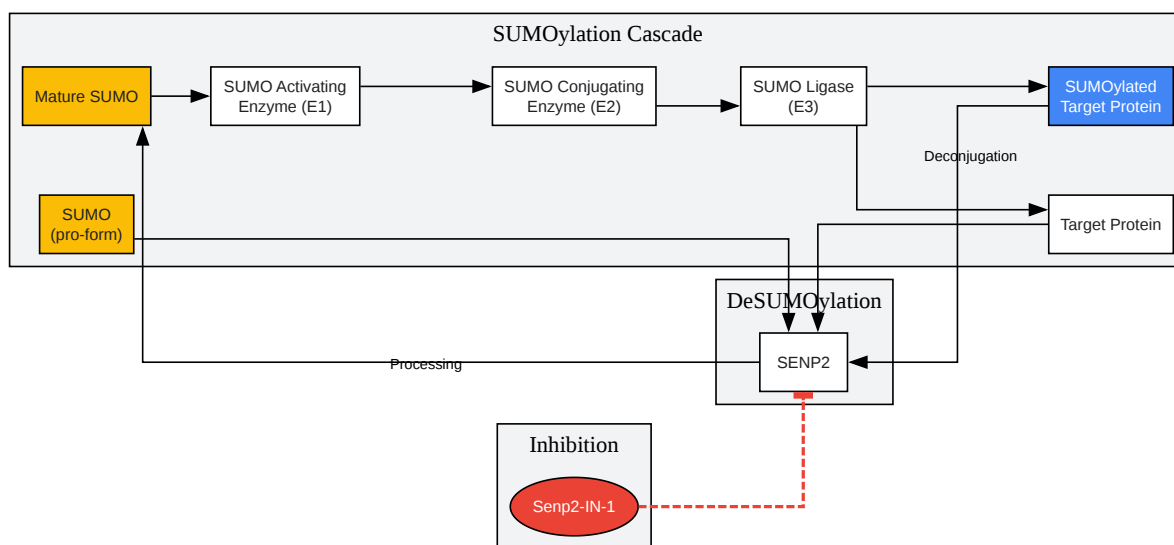 SUMOylation Cascade
Mature SUMO
SUMO Activating
Enzyme (E1)
SUMO Conjugating
Enzyme (E2)
SUMO Ligase
(E3)
SUMOylated
Target Protein
Deconjugation
SUMO
(pro-form)
Target Protein
DeSUMOylation
SENP2
Processing
Inhibition
Senp2-IN-1